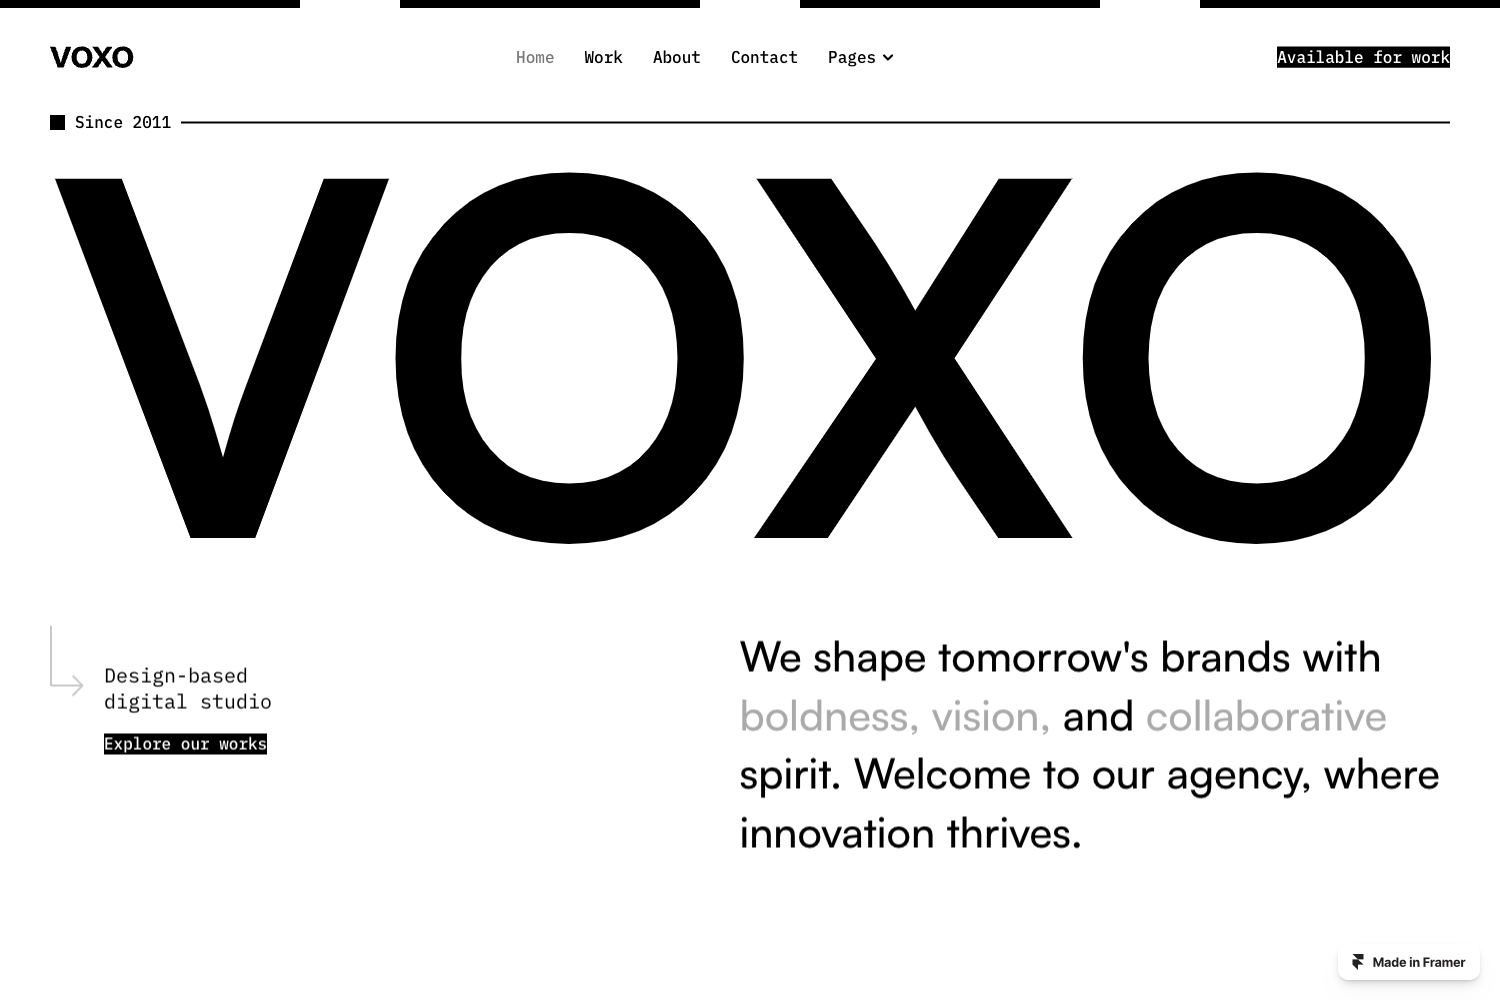 VOXO
Home Work About Contact Pages
Available for work
Since 2011
VOXO
Design-based
digital studio
Explore our works
We shape tomorrow's brands with
boldness, vision, and collaborative
spirit. Welcome to our agency, where
innovation thrives.
Made in Framer